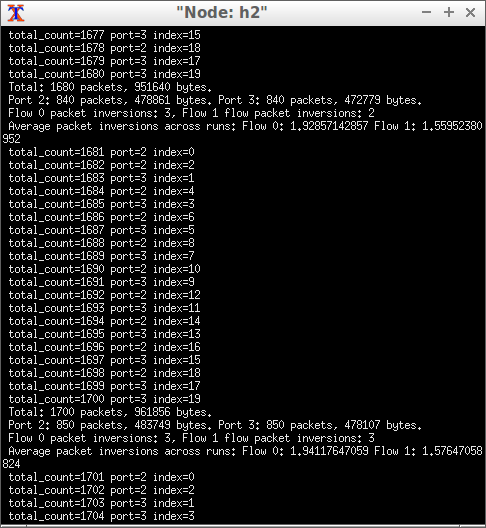 "Node: h2"
total_count=1677 port=3 index=15
total_count=1678 port=2 index=18
total_count=1679 port=3 index=17
total_count=1680 port=3 index=19
Total: 1680 packets, 951640 bytes.
Port 2: 840 packets, 478861 bytes. Port 3: 840 packets, 472779 bytes.
Flow 0 packet inversions: 3, Flow 1 flow packet inversions: 2
Average packet inversions across runs: Flow 0: 1.92857142857 Flow 1: 1.55952380
952
total_count=1681 port=2 index=0
total_count=1682 port=2 index=2
total_count=1683 port=3 index=1
total_count=1684 port=2 index=4
total_count=1685 port=3 index=3
total_count=1686 port=2 index=6
total_count=1687 port=3 index=5
total_count=1688 port=2 index=8
total_count=1689 port=3 index=7
total_count=1690 port=2 index=10
total_count=1691 port=3 index=9
total_count=1692 port=2 index=12
total_count=1693 port=3 index=11
total_count=1694 port=2 index=14
total_count=1695 port=3 index=13
total_count=1696 port=2 index=16
total_count=1697 port=3 index=15
total_count=1698 port=2 index=18
total_count=1699 port=3 index=17
total_count=1700 port=3 index=19
Total: 1700 packets, 961856 bytes.
Port 2: 850 packets, 483749 bytes. Port 3: 850 packets, 478107 bytes.
Flow 0 packet inversions: 3, Flow 1 flow packet inversions: 3
Average packet inversions across runs: Flow 0: 1.94117647059 Flow 1: 1.57647058
824
total_count=1701 port=2 index=0
total_count=1702 port=2 index=2
total_count=1703 port=3 index=1
total_count=1704 port=3 index=3